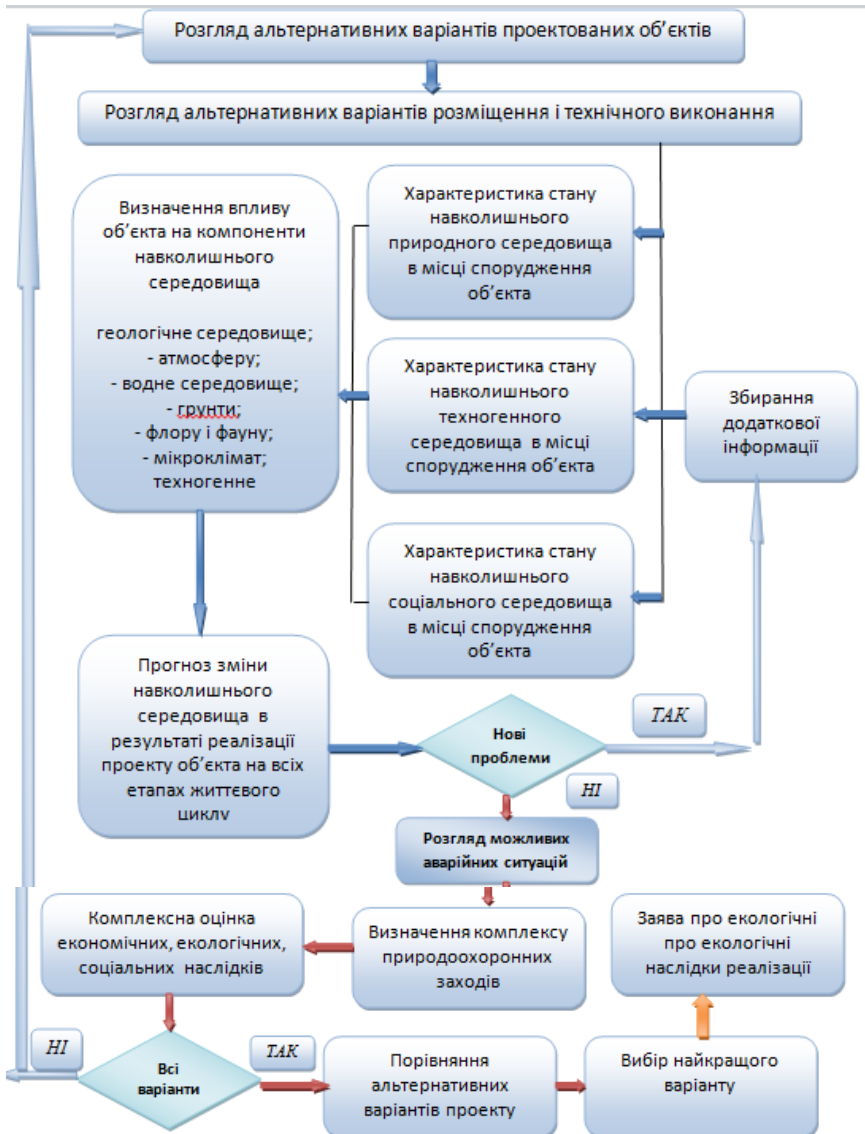 Розгляд альтернативних варіантів проектованих об’єктів
Розгляд альтернативних варіантів розміщення і технічного виконання
Визначення впливу
об’єкта на компоненти
навколишнього
середовища
геологічне середовище;
- атмосферу;
- водне середовище;
- грунти;
- флору і фауну;
- мікроклімат;
техногенне
Характеристика стану
навколишнього
природного середовища
в місці спорудження
об’єкта
Характеристика стану
навколишнього
техногенного
середовища в місці
спорудження об’єкта
Збирання
додаткової
інформації
Характеристика стану
навколишнього
соціального середовища
в місці спорудження
об’єкта
Прогноз зміни
навколишнього
середовища в
результаті реалізації
проекту об’єкта на всіх
етапах життєвого
циклу
Нові
проблеми
ТАК
НІ
Розгляд можливих
аварійних ситуацій
Комплексна оцінка
економічних, екологічних,
соціальних наслідків
Визначення комплексу
природоохоронних
заходів
Заява про екологічні
про екологічні
наслідки реалізації
НІ
Всі
варіанти
ТАК
Порівняння
альтернативних
варіантів проекту
Вибір найкращого
варіанту